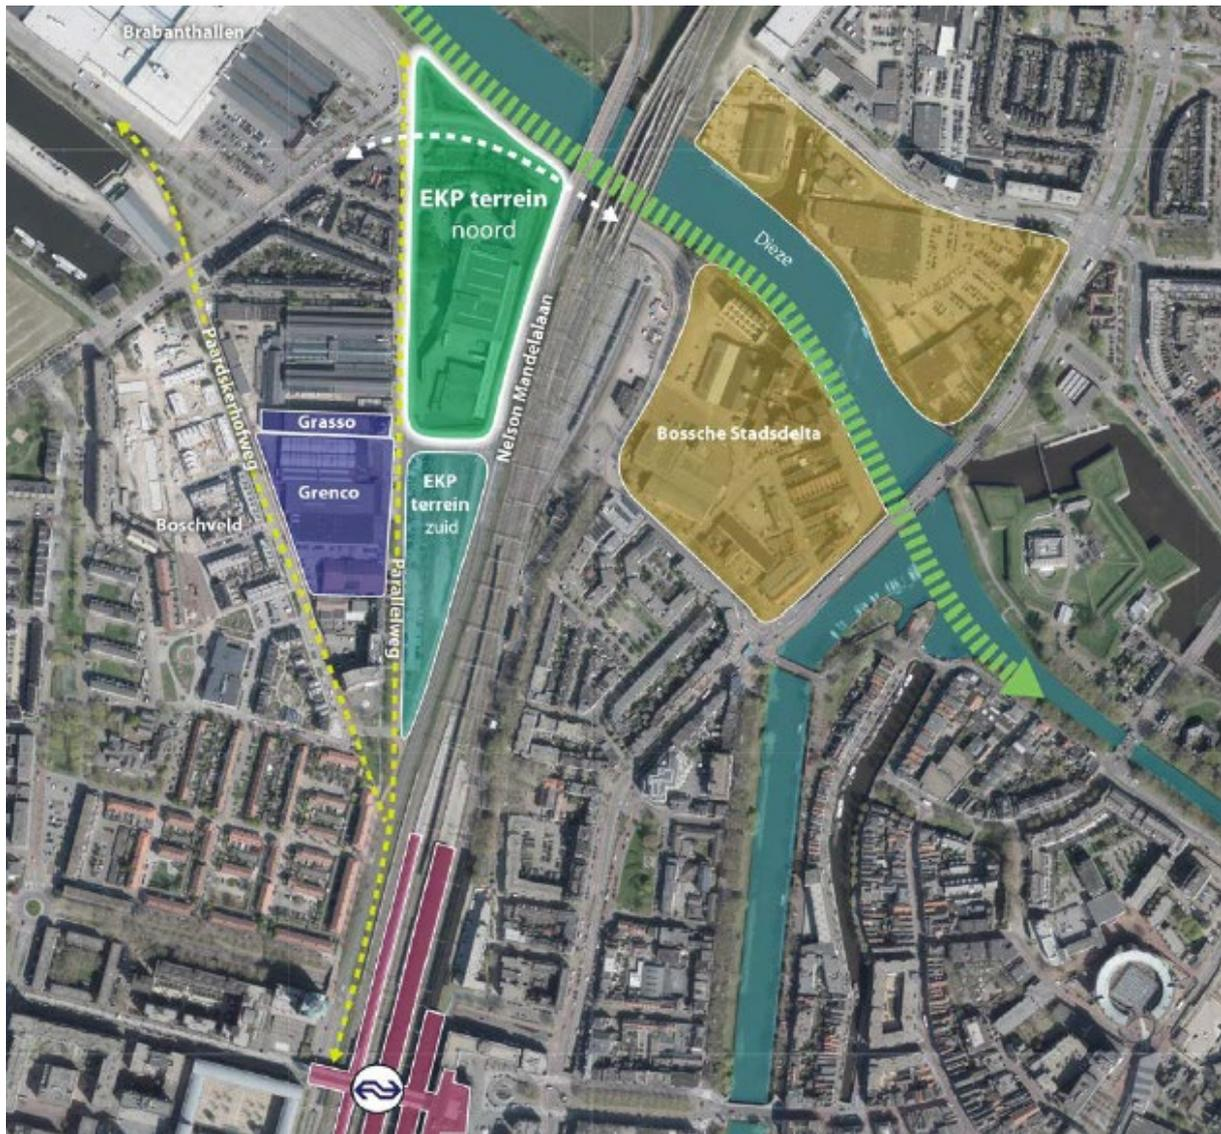 Brabanthallen
EKP terrein
noord
Dieze
Nelson Mandelalaan
Paardskerhofweg
Grasso
Bossche Stadsdelta
EKP
terrein
zuid
Grenco
Boschveld
Parallelweg